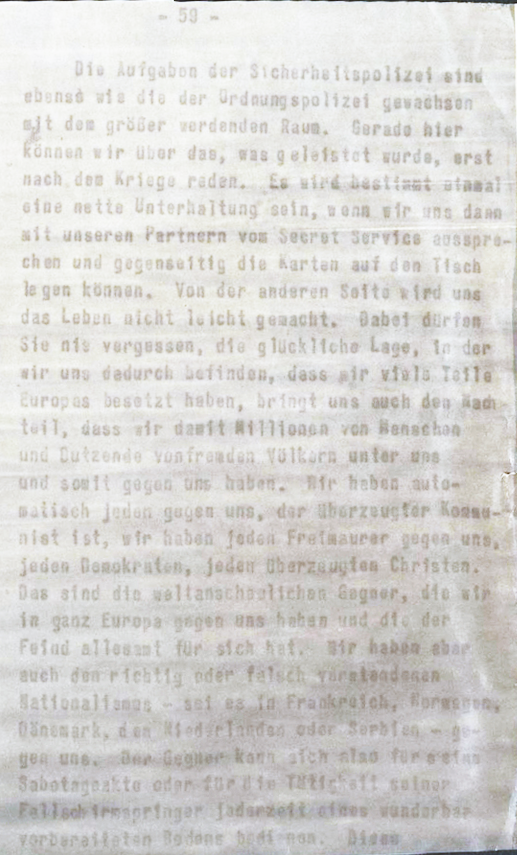 - 59 -
Die Aufgaben der Sicherheitspolizei sind
ebenso wie die der Ordnungspolizei gewachsen
mit dem größer werdenden Raum. Gerade hier
können wir über das, was geleistet wurde, erst
nach dem Kriege reden. Es wird bestimmt einmal
eine nette Unterhaltung sein, wenn wir uns dann
mit unseren Partnern vom Secret Service ausspre-
chen und gegenseitig die Karten auf den Tisch
legen können. Von der anderen Seite wird uns
das Leben nicht leicht gemacht. Dabei dürfen
Sie nie vergessen, die glückliche Lage, in der
wir uns dadurch befinden, dass wir viele Teile
Europas besetzt haben, bringt uns auch den Nach-
teil, dass wir damit Millionen von Menschen
und Dutzende von fremden Völkern unter uns
und somit gegen uns haben. Wir haben auto-
matisch jeden gegen uns, der überzeugter Kommu-
nist ist, wir haben jeden Freimaurer gegen uns,
jeden Demokraten, jeden überzeugten Christen.
Das sind die weltanschaulichen Gegner, die wir
in ganz Europa gegen uns haben und die der
Feind allesamt für sich hat. Wir haben aber
auch den richtig oder falsch verstandenen
Nationalismus - sei es in Frankreich, Norwegen,
Dänemark, den Niederlanden oder Serbien - ge-
gen uns. Der Gegner kann sich also für seine
Sabotageakte oder für die Tätigkeit seiner
Fallschirmspringer jederzeit eines wunderbar
vorbereiteten Bodens bedienen. Diese